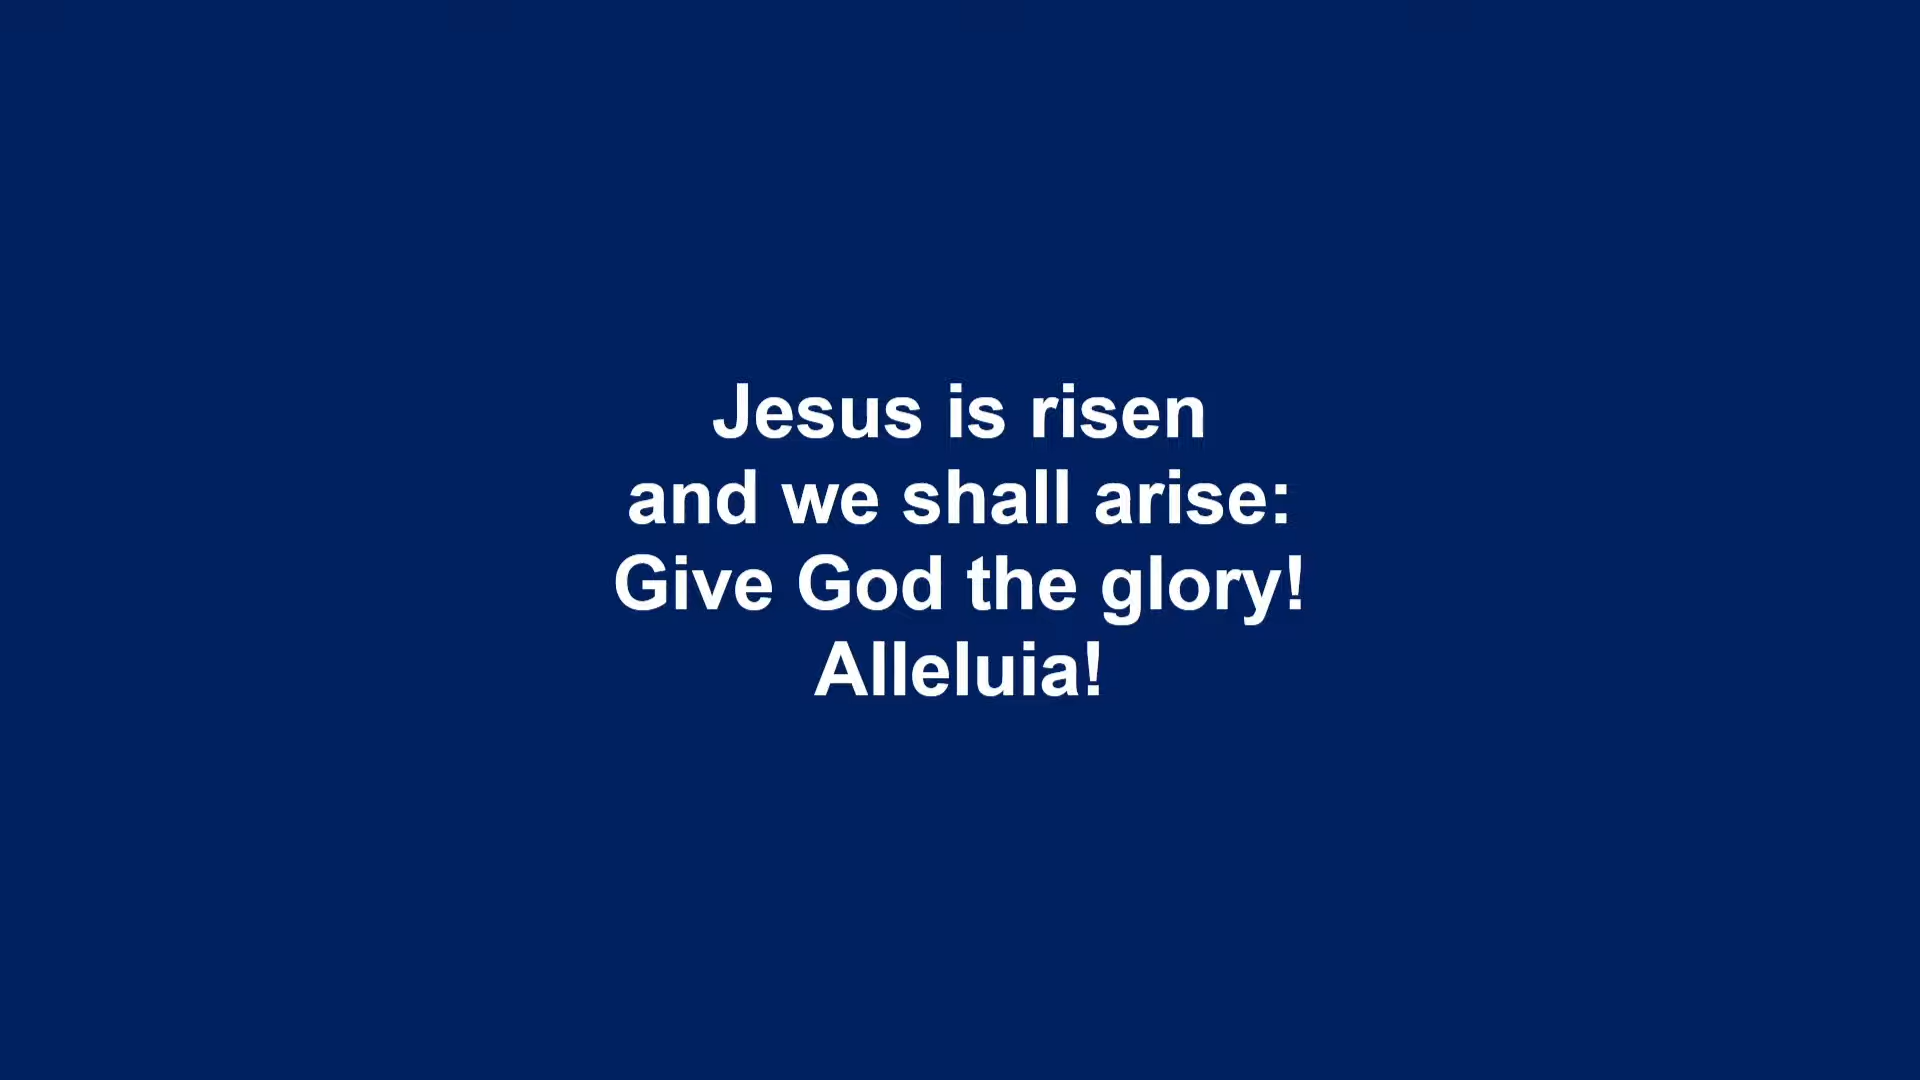 Jesus is risen
and we shall arise:
Give God the glory!
Alleluia!